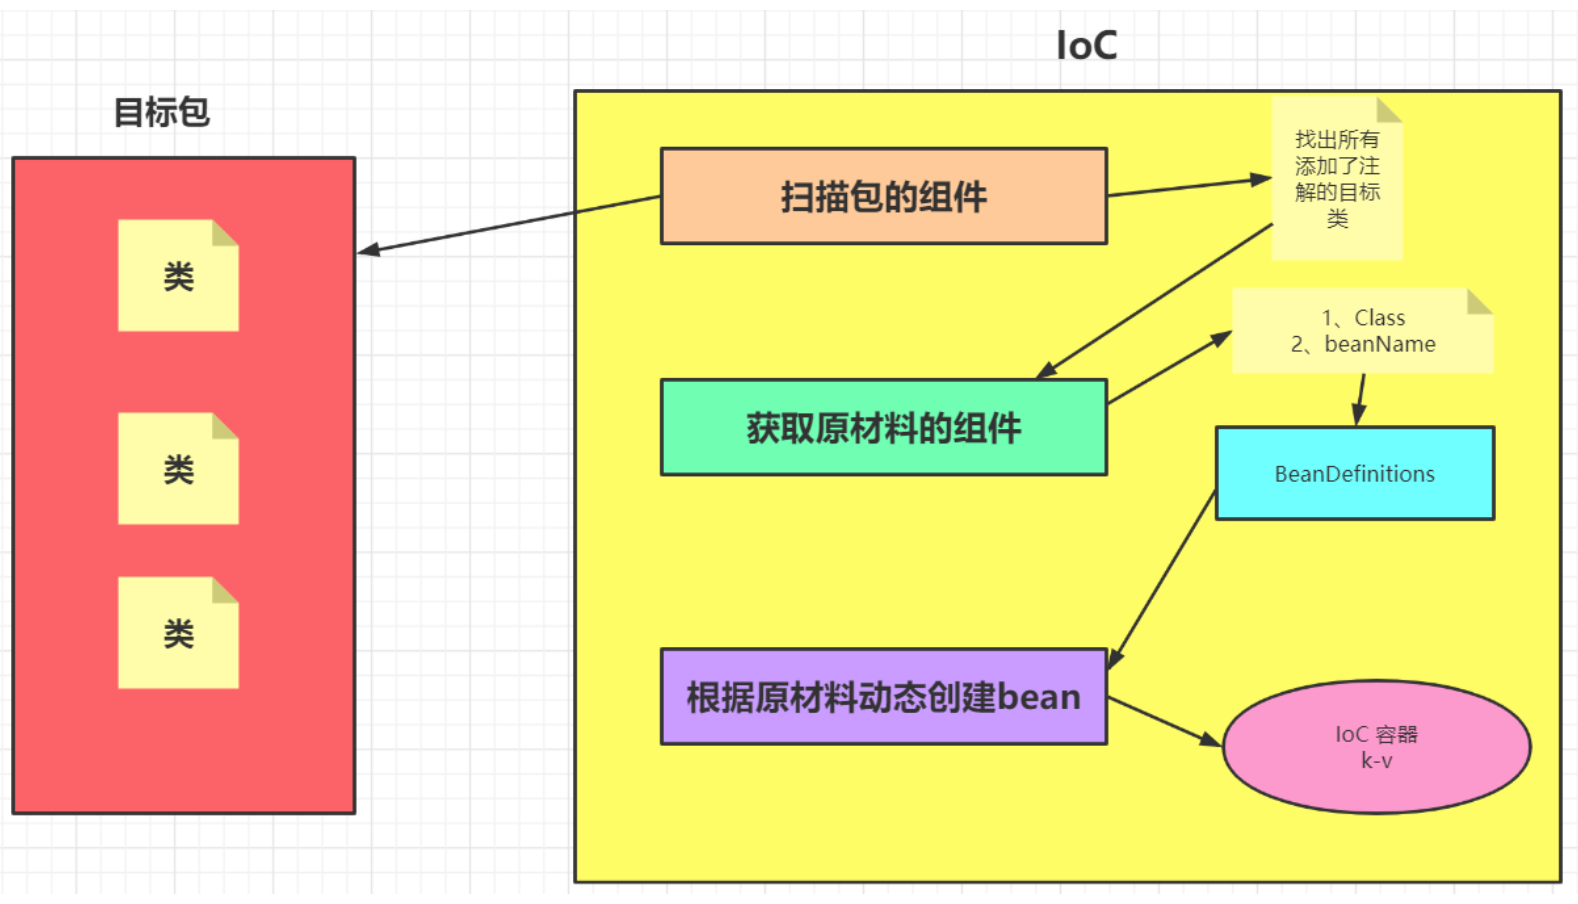 IoC
目标包
类
类
类
扫描包的组件
找出所有
添加了注
解的目标
类
获取原材料的组件
1、Class
2、beanName
BeanDefinitions
根据原材料动态创建bean
IoC 容器
k-v